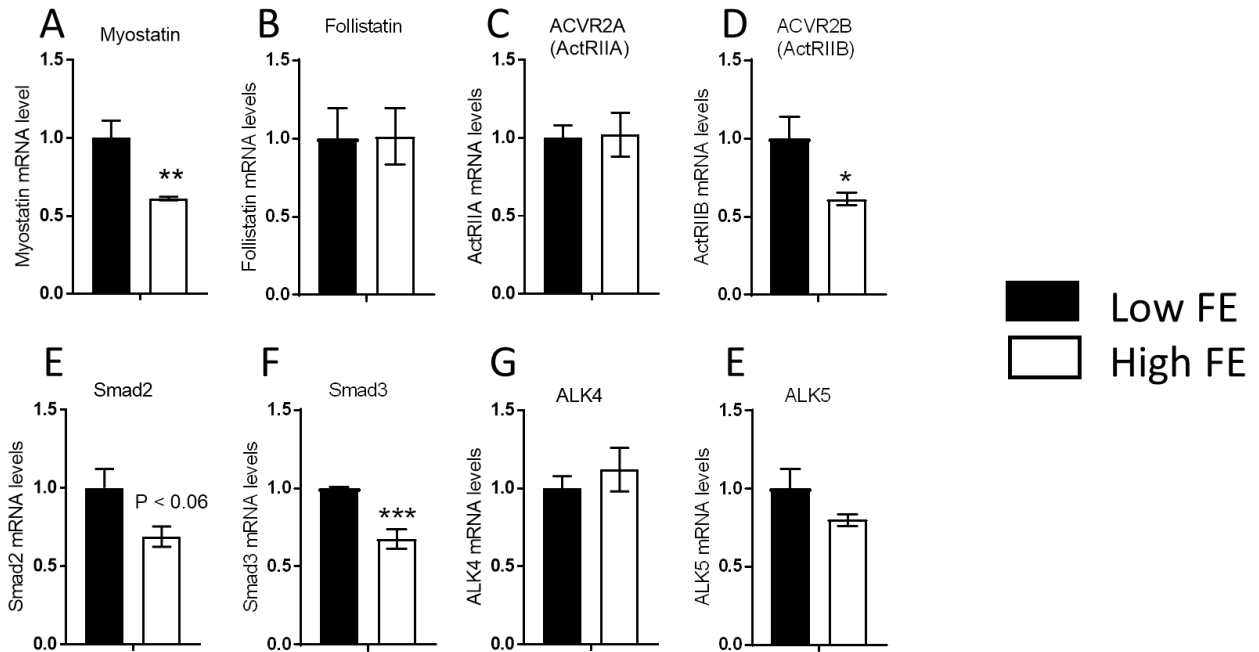 A
Myostatin
Myostatin mRNA level
1.5
1.0
0.5
0.0
**
B
Follistatin
Follistatin mRNA levels
1.5
1.0
0.5
0.0
C
ACVR2A
(ActRIIA)
ActRIIA mRNA levels
1.5
1.0
0.5
0.0
D
ACVR2B
(ActRIIB)
ActRIIB mRNA levels
1.5
1.0
0.5
0.0
*
Low FE
High FE
E
Smad2
Smad2 mRNA levels
1.5
1.0
0.5
0.0
P < 0.06
F
Smad3
Smad3 mRNA levels
1.5
1.0
0.5
0.0
***
G
ALK4
ALK4 mRNA levels
1.5
1.0
0.5
0.0
E
ALK5
ALK5 mRNA levels
1.5
1.0
0.5
0.0